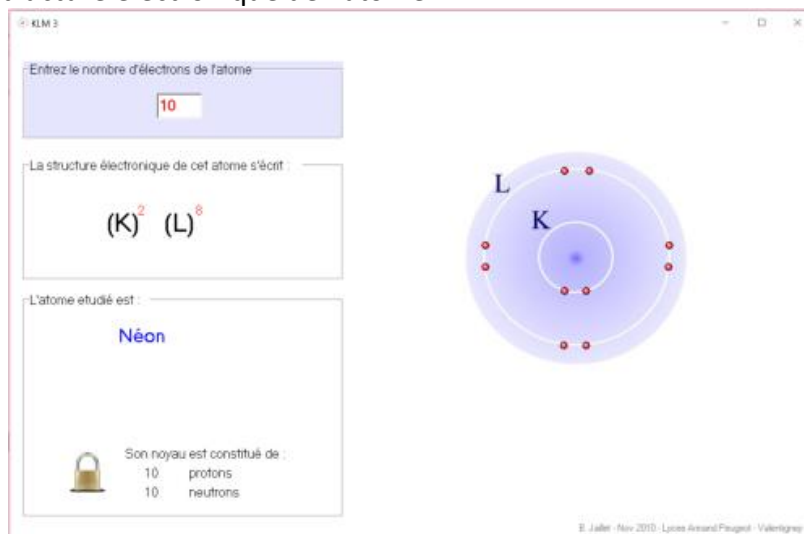 KLM 3
Entrez le nombre d'électrons de l'atome
10
La structure électronique de cet atome s'écrit :
(K)2 (L)8
L'atome etudié est :
Néon
Son noyau est constitué de :
10 protons
10 neutrons
L
K
B. Jaillet - Nov 2010 - Lycée Armand Peugeot - Valentigney